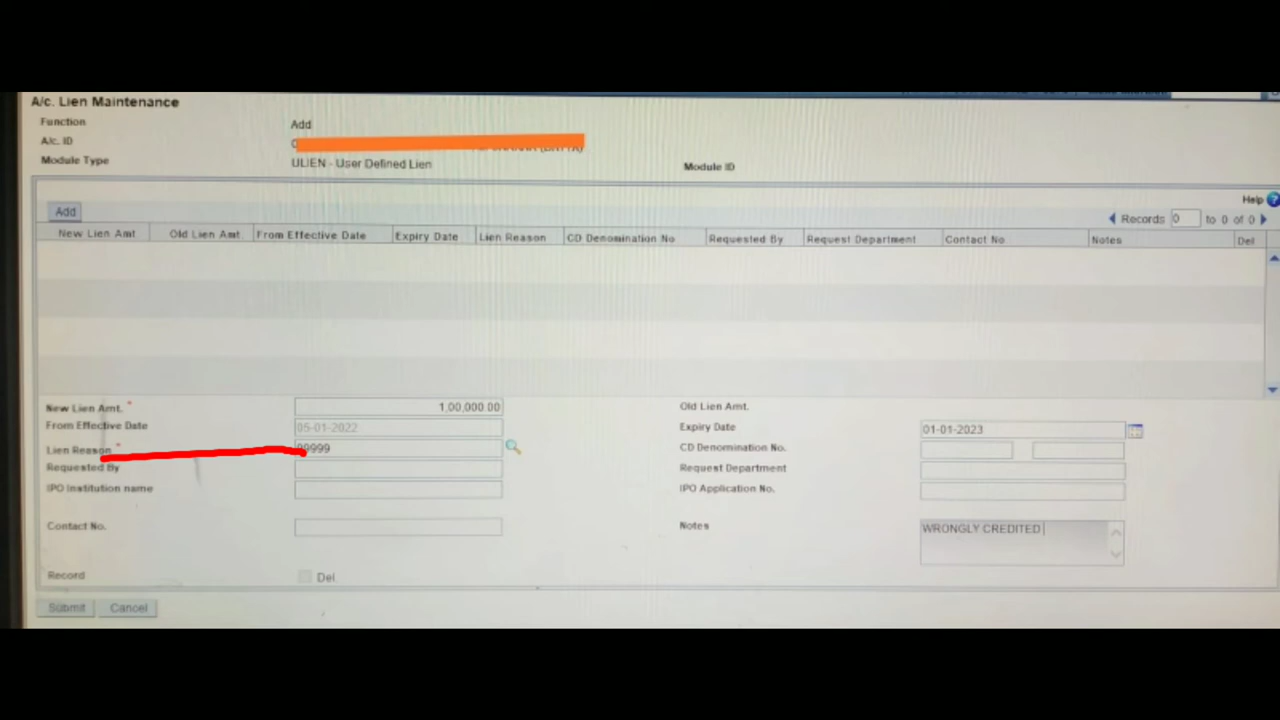 A/c. Lien Maintenance
Function Add
A/c. ID
Module Type ULIEN - User Defined Lien Module ID
Help ?
Add Records 0 to 0 of 0
New Lien Amt Old Lien Amt From Effective Date Expiry Date Lien Reason CD Denomination No Requested By Request Department Contact No Notes Del
New Lien Amt. * 1,00,000.00 Old Lien Amt.
From Effective Date 05-01-2022 Expiry Date 01-01-2023
Lien Reason * 99999 CD Denomination No.
Requested By Request Department
IPO Institution name IPO Application No.
Contact No. Notes WRONGLY CREDITED
Record Del
Submit Cancel